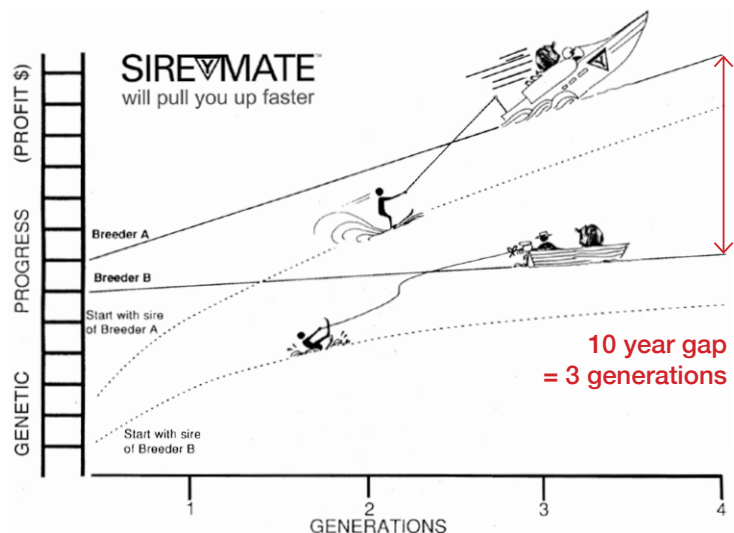 SIREMATE™
will pull you up faster
GENETIC PROGRESS (PROFIT $)
Breeder A
Breeder B
Start with sire
of Breeder A
10 year gap
= 3 generations
Start with sire
of Breeder B
1 2 3 4
GENERATIONS